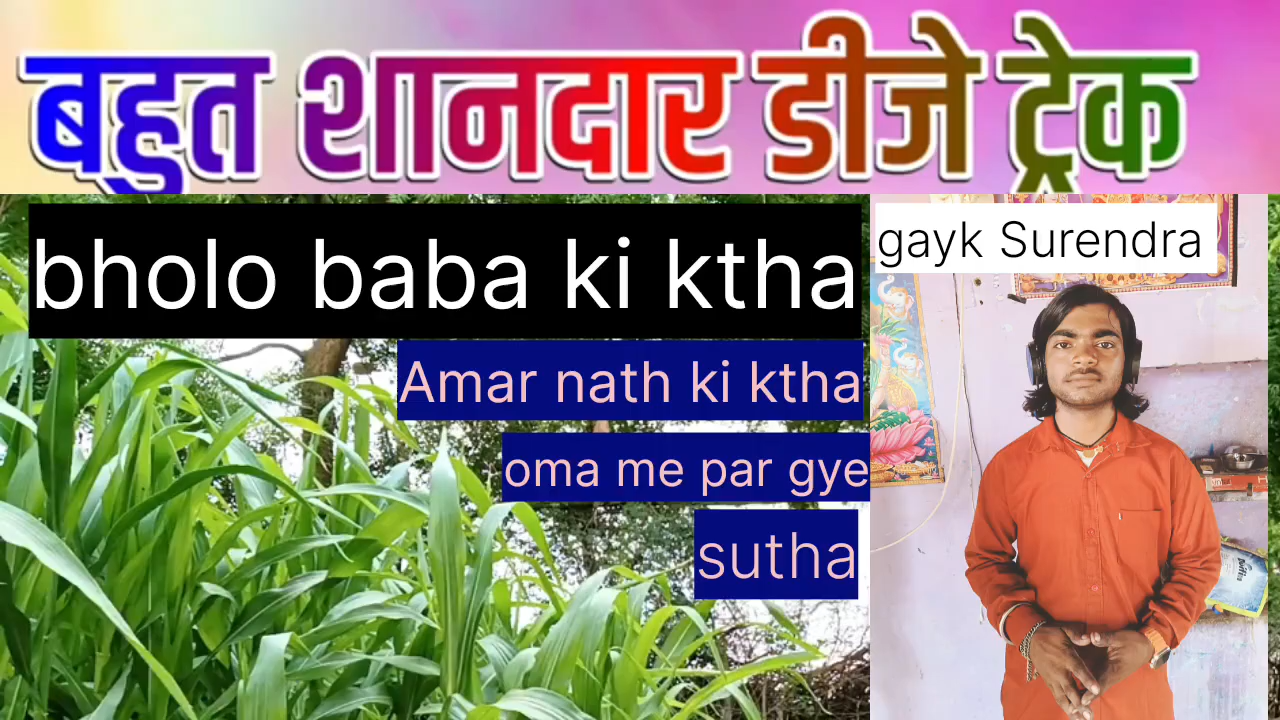 बहुत शानदार डीजे ट्रेक
bholo baba ki ktha
gayk Surendra
Amar nath ki ktha
oma me par gye
sutha